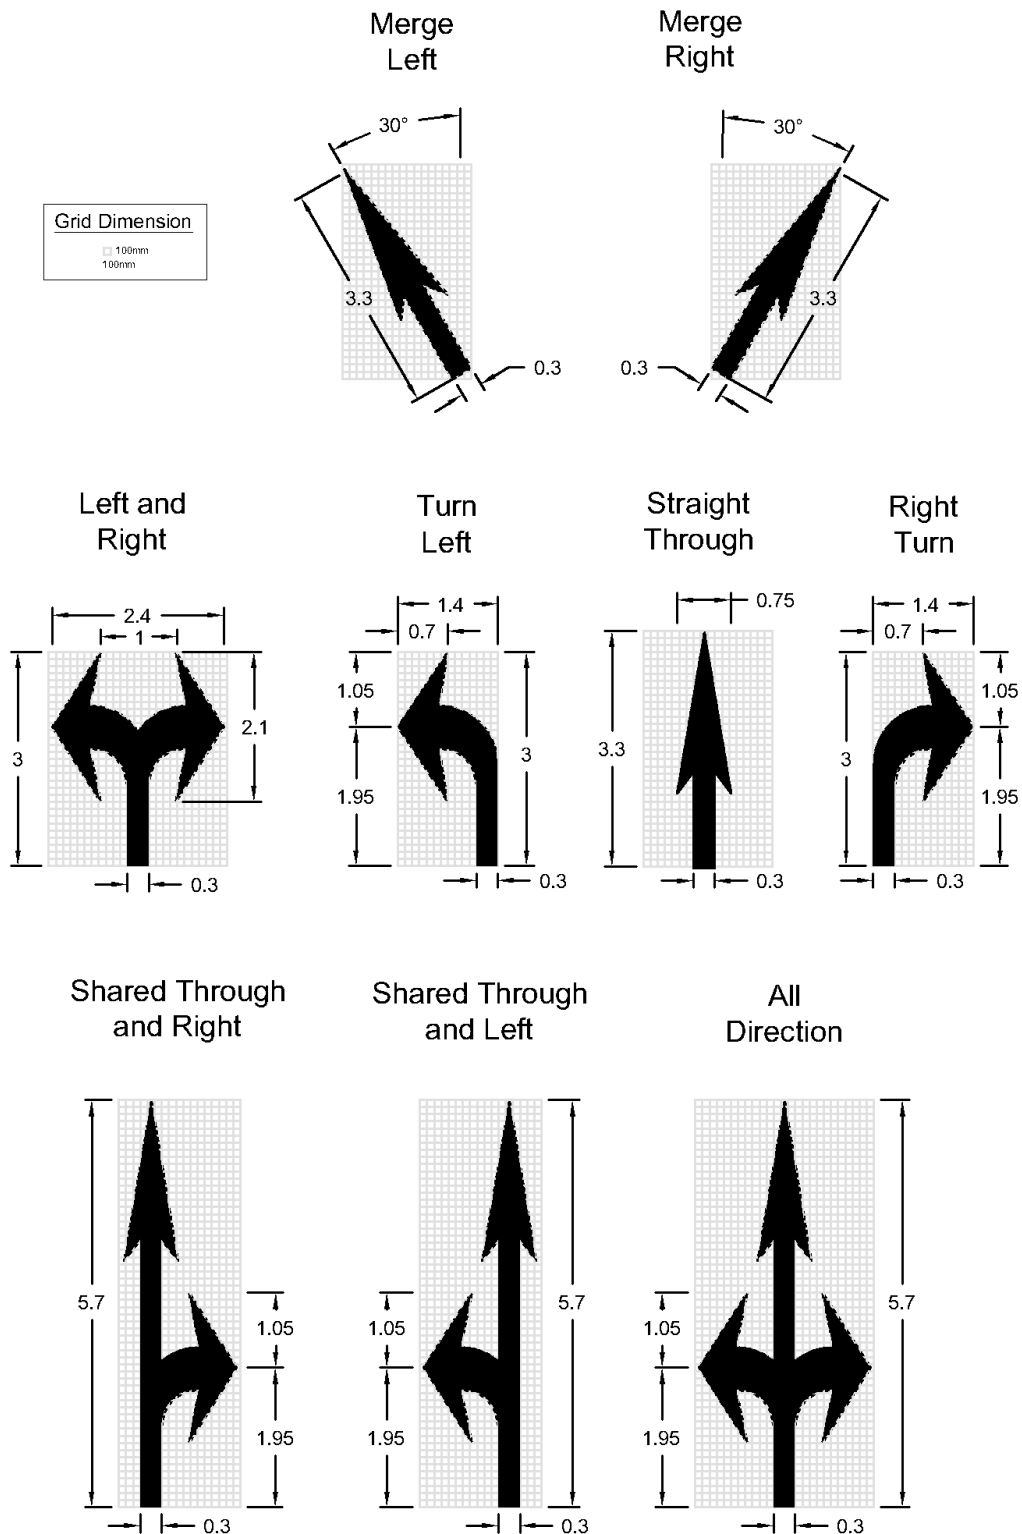 Merge
Left
Merge
Right
30°
30°
Grid Dimension
100mm
100mm
3.3
3.3
0.3
0.3
Left and
Right
Turn
Left
Straight
Through
Right
Turn
2.4
1
3
2.1
0.3
1.4
0.7
1.05
1.95
3
0.3
0.75
3.3
0.3
1.4
0.7
3
1.05
1.95
0.3
Shared Through
and Right
Shared Through
and Left
All
Direction
5.7
1.05
1.95
0.3
1.05
1.95
5.7
0.3
1.05
1.95
5.7
0.3